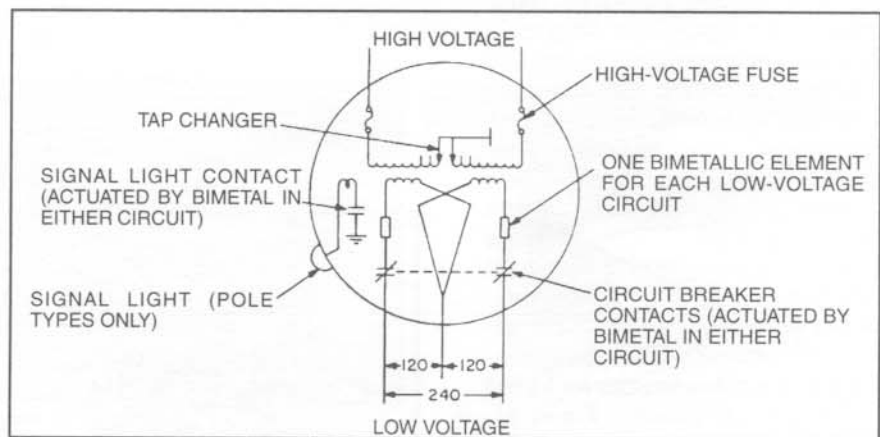 HIGH VOLTAGE
HIGH-VOLTAGE FUSE
TAP CHANGER
SIGNAL LIGHT CONTACT
(ACTUATED BY BIMETAL IN
EITHER CIRCUIT)
ONE BIMETALLIC ELEMENT
FOR EACH LOW-VOLTAGE
CIRCUIT
SIGNAL LIGHT (POLE
TYPES ONLY)
CIRCUIT BREAKER
CONTACTS (ACTUATED BY
BIMETAL IN EITHER
CIRCUIT)
120 120
240
LOW VOLTAGE